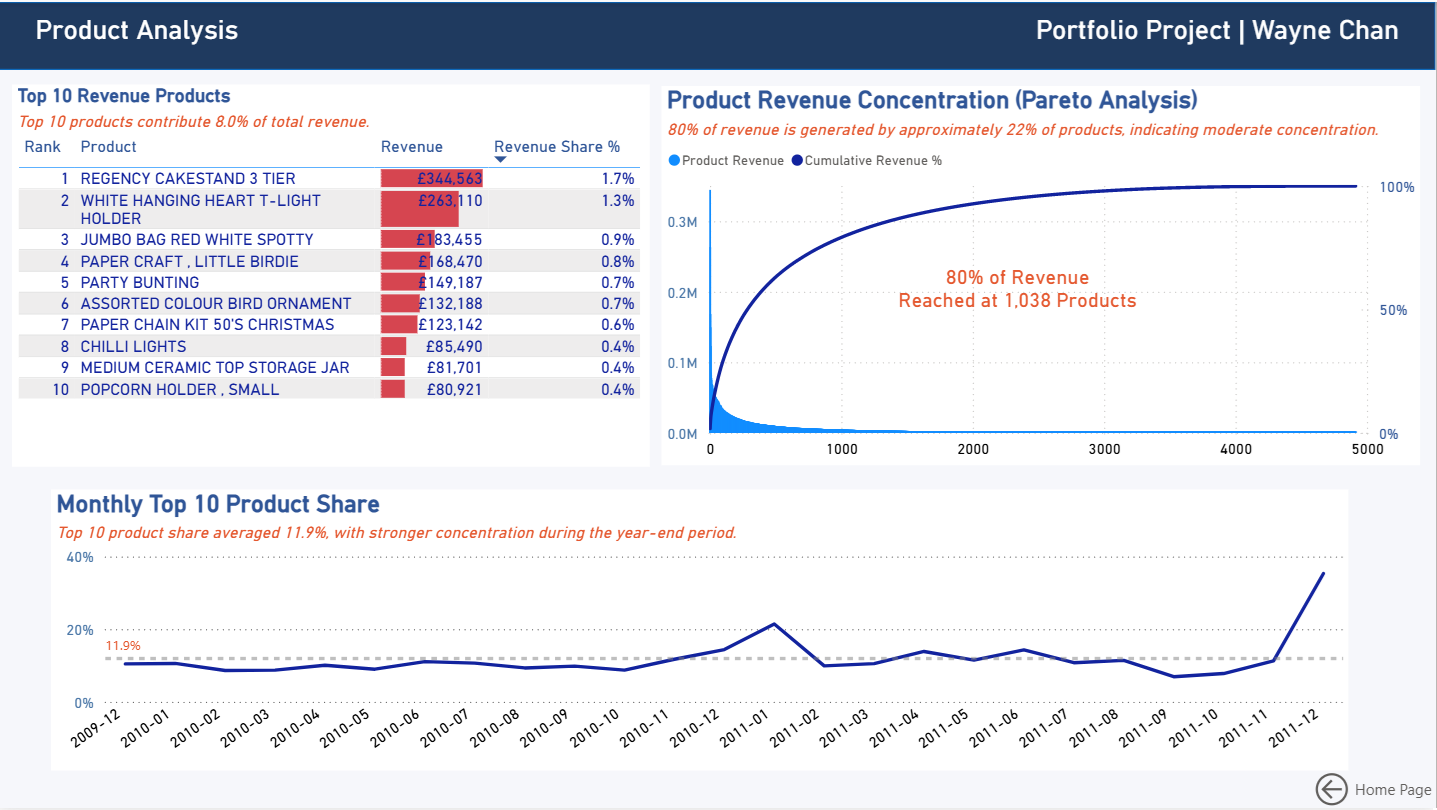 Product Analysis
Portfolio Project | Wayne Chan
Top 10 Revenue Products
Top 10 products contribute 8.0% of total revenue.
Rank Product Revenue Revenue Share %
1 REGENCY CAKESTAND 3 TIER £344,563 1.7%
2 WHITE HANGING HEART T-LIGHT £263,110 1.3%
HOLDER
3 JUMBO BAG RED WHITE SPOTTY £183,455 0.9%
4 PAPER CRAFT , LITTLE BIRDIE £168,470 0.8%
5 PARTY BUNTING £149,187 0.7%
6 ASSORTED COLOUR BIRD ORNAMENT £132,188 0.7%
7 PAPER CHAIN KIT 50'S CHRISTMAS £123,142 0.6%
8 CHILLI LIGHTS £85,490 0.4%
9 MEDIUM CERAMIC TOP STORAGE JAR £81,701 0.4%
10 POPCORN HOLDER , SMALL £80,921 0.4%
Product Revenue Concentration (Pareto Analysis)
80% of revenue is generated by approximately 22% of products, indicating moderate concentration.
Product Revenue Cumulative Revenue %
100%
0.3M
80% of Revenue
Reached at 1,038 Products
0.2M
50%
0.1M
0.0M
0%
0 1000 2000 3000 4000 5000
Monthly Top 10 Product Share
Top 10 product share averaged 11.9%, with stronger concentration during the year-end period.
40%
20%
11.9%
0%
2009-12 2010-01 2010-02 2010-03 2010-04 2010-05 2010-06 2010-07 2010-08 2010-09 2010-10 2010-11 2010-12 2011-01 2011-02 2011-03 2011-04 2011-05 2011-06 2011-07 2011-08 2011-09 2011-10 2011-11 2011-12
Home Page